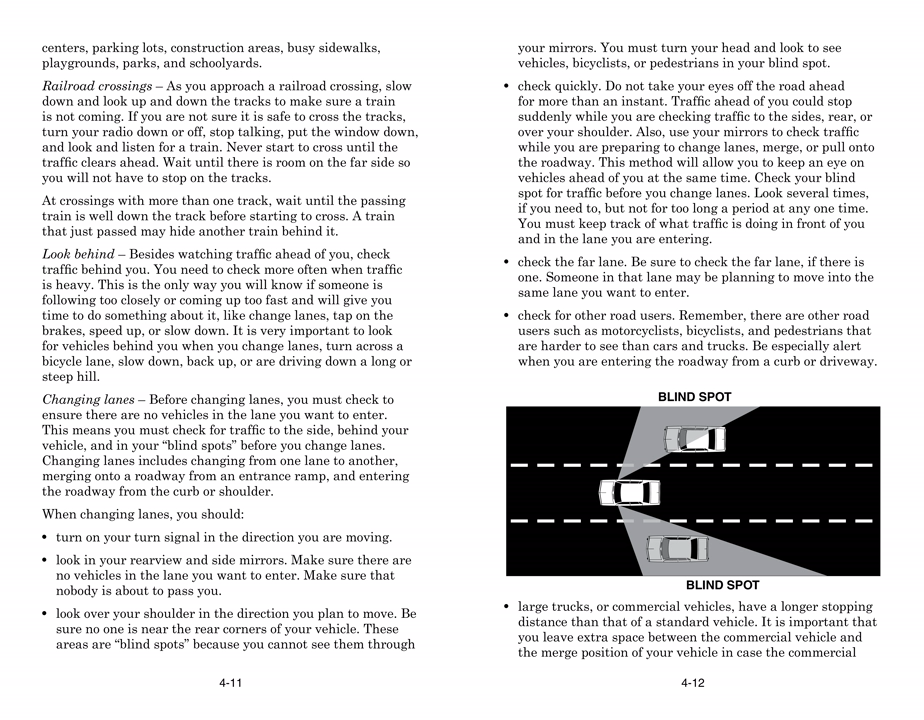 centers, parking lots, construction areas, busy sidewalks,
playgrounds, parks, and schoolyards.
Railroad crossings – As you approach a railroad crossing, slow
down and look up and down the tracks to make sure a train
is not coming. If you are not sure it is safe to cross the tracks,
turn your radio down or off, stop talking, put the window down,
and look and listen for a train. Never start to cross until the
traffic clears ahead. Wait until there is room on the far side so
you will not have to stop on the tracks.
At crossings with more than one track, wait until the passing
train is well down the track before starting to cross. A train
that just passed may hide another train behind it.
Look behind – Besides watching traffic ahead of you, check
traffic behind you. You need to check more often when traffic
is heavy. This is the only way you will know if someone is
following too closely or coming up too fast and will give you
time to do something about it, like change lanes, tap on the
brakes, speed up, or slow down. It is very important to look
for vehicles behind you when you change lanes, turn across a
bicycle lane, slow down, back up, or are driving down a long or
steep hill.
Changing lanes – Before changing lanes, you must check to
ensure there are no vehicles in the lane you want to enter.
This means you must check for traffic to the side, behind your
vehicle, and in your “blind spots” before you change lanes.
Changing lanes includes changing from one lane to another,
merging onto a roadway from an entrance ramp, and entering
the roadway from the curb or shoulder.
When changing lanes, you should:
• turn on your turn signal in the direction you are moving.
• look in your rearview and side mirrors. Make sure there are
no vehicles in the lane you want to enter. Make sure that
nobody is about to pass you.
• look over your shoulder in the direction you plan to move. Be
sure no one is near the rear corners of your vehicle. These
areas are “blind spots” because you cannot see them through
4-11
your mirrors. You must turn your head and look to see
vehicles, bicyclists, or pedestrians in your blind spot.
• check quickly. Do not take your eyes off the road ahead
for more than an instant. Traffic ahead of you could stop
suddenly while you are checking traffic to the sides, rear, or
over your shoulder. Also, use your mirrors to check traffic
while you are preparing to change lanes, merge, or pull onto
the roadway. This method will allow you to keep an eye on
vehicles ahead of you at the same time. Check your blind
spot for traffic before you change lanes. Look several times,
if you need to, but not for too long a period at any one time.
You must keep track of what traffic is doing in front of you
and in the lane you are entering.
• check the far lane. Be sure to check the far lane, if there is
one. Someone in that lane may be planning to move into the
same lane you want to enter.
• check for other road users. Remember, there are other road
users such as motorcyclists, bicyclists, and pedestrians that
are harder to see than cars and trucks. Be especially alert
when you are entering the roadway from a curb or driveway.
BLIND SPOT
BLIND SPOT
• large trucks, or commercial vehicles, have a longer stopping
distance than that of a standard vehicle. It is important that
you leave extra space between the commercial vehicle and
the merge position of your vehicle in case the commercial
4-12